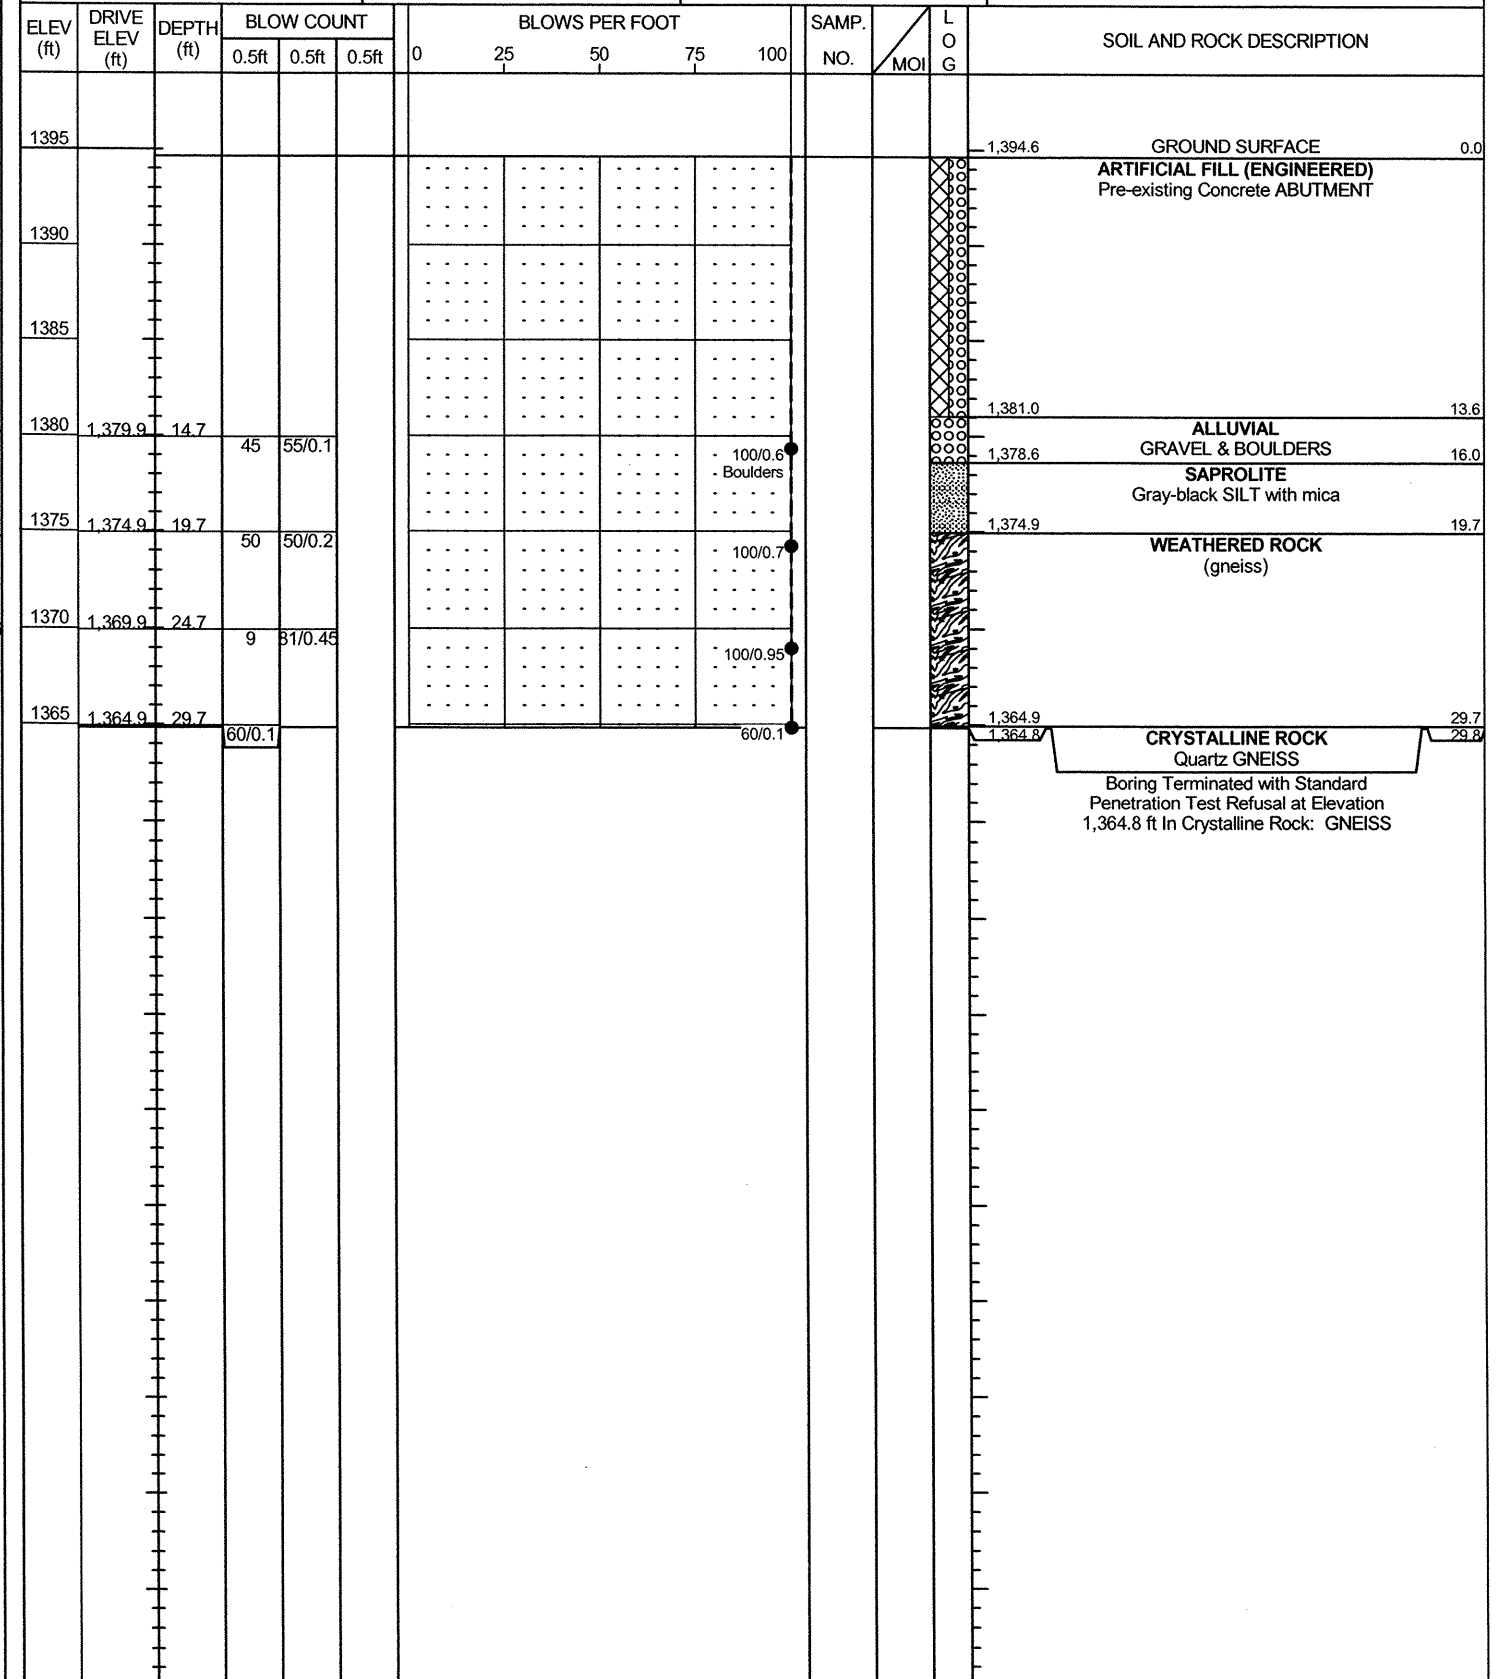 ELEV (ft) DRIVE ELEV (ft) DEPTH (ft) BLOW COUNT BLOWS PER FOOT SAMP. NO. MOI LOG SOIL AND ROCK DESCRIPTION
0.5ft 0.5ft 0.5ft 0 25 50 75 100
1395
1,394.6 GROUND SURFACE 0.0
ARTIFICIAL FILL (ENGINEERED)
Pre-existing Concrete ABUTMENT
1390
1385
1,381.0 13.6
1380 1,379.9 14.7
ALLUVIAL
45 55/0.1 100/0.6 GRAVEL & BOULDERS
Boulders
1,378.6 16.0
SAPROLITE
Gray-black SILT with mica
1375 1,374.9 19.7 1,374.9 19.7
50 50/0.2 100/0.7 WEATHERED ROCK
(gneiss)
1370 1,369.9 24.7
9 81/0.45 100/0.95
1365 1,364.9 29.7 1,364.9 29.7
60/0.1 60/0.1 1,364.8 CRYSTALLINE ROCK 29.8
Quartz GNEISS
Boring Terminated with Standard
Penetration Test Refusal at Elevation
1,364.8 ft In Crystalline Rock: GNEISS